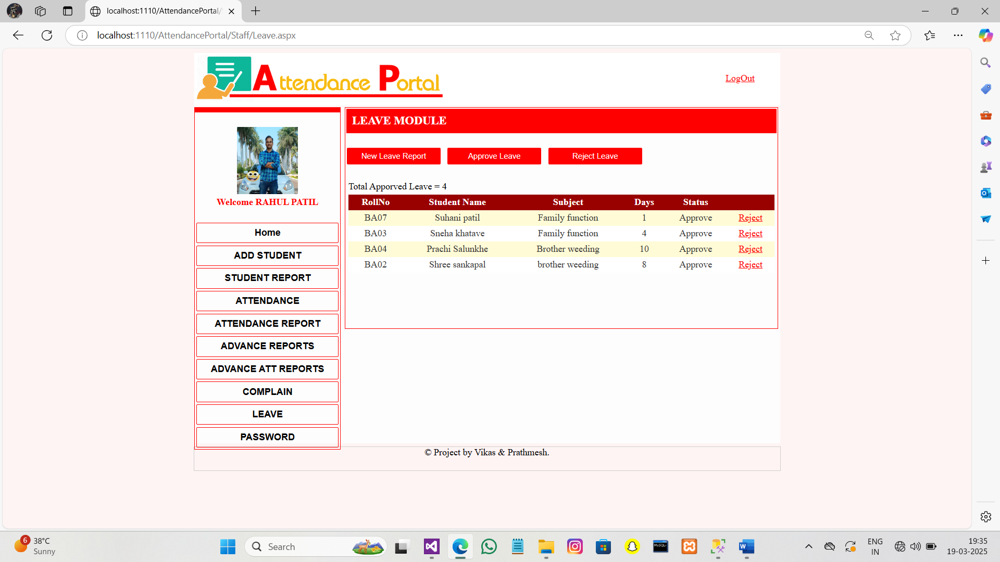 localhost:1110/AttendancePortal/
localhost:1110/AttendancePortal/Staff/Leave.aspx
Attendance Portal
LogOut
Welcome RAHUL PATIL
Home
ADD STUDENT
STUDENT REPORT
ATTENDANCE
ATTENDANCE REPORT
ADVANCE REPORTS
ADVANCE ATT REPORTS
COMPLAIN
LEAVE
PASSWORD
LEAVE MODULE
New Leave Report Approve Leave Reject Leave
Total Apporved Leave = 4
RollNo Student Name Subject Days Status
BA07 Suhani patil Family function 1 Approve Reject
BA03 Sneha khatave Family function 4 Approve Reject
BA04 Prachi Salunkhe Brother weeding 10 Approve Reject
BA02 Shree sankapal brother weeding 8 Approve Reject
© Project by Vikas & Prathmesh.
6
38°C
Sunny
Search
MySQL
W
ENG
IN
19:35
19-03-2025